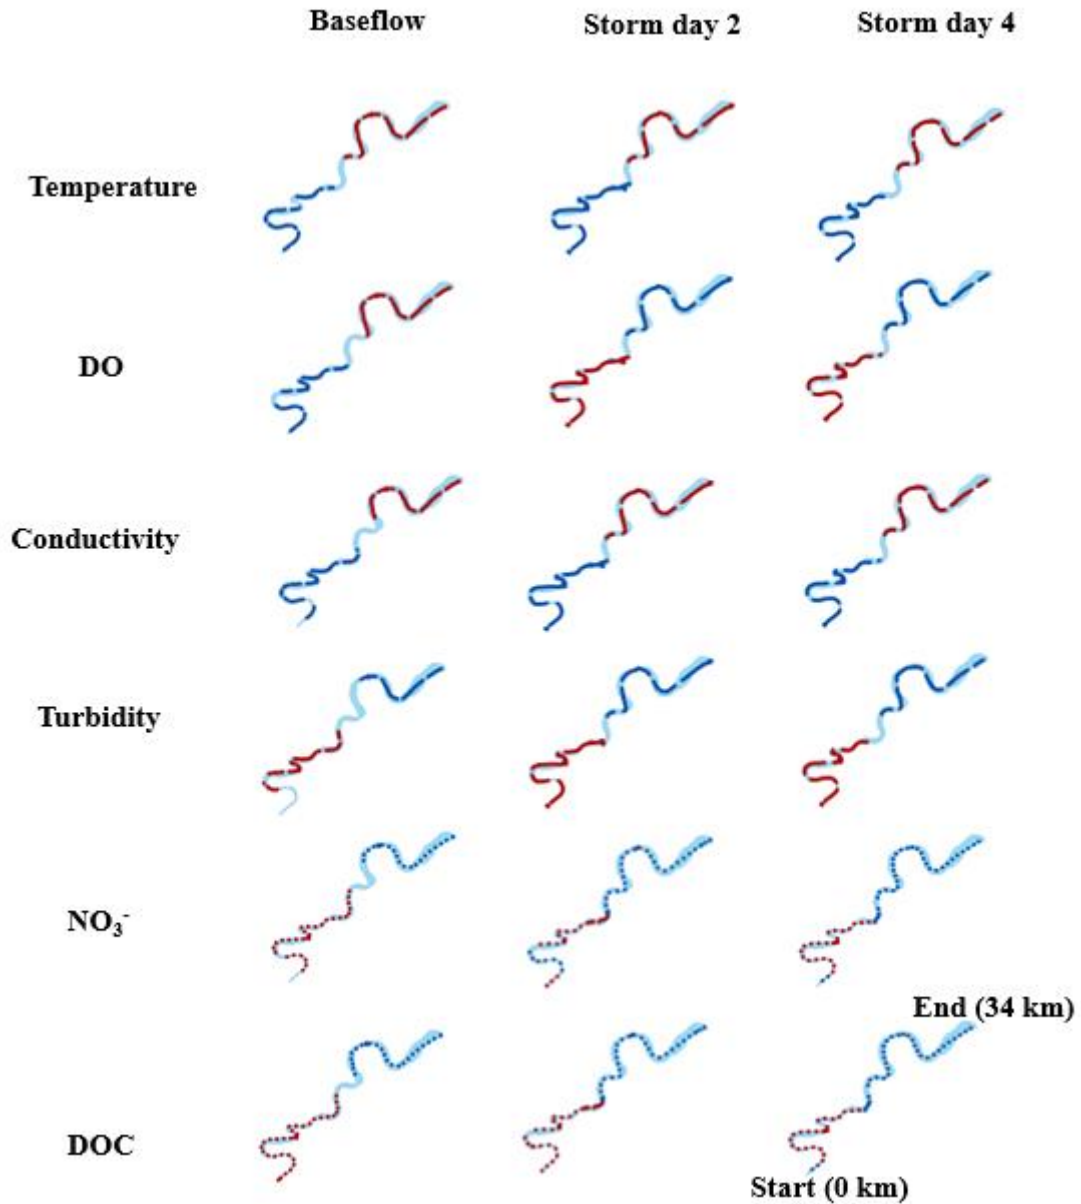 Baseflow Storm day 2 Storm day 4
Temperature
DO
Conductivity
Turbidity
NO₃⁻
End (34 km)
DOC
Start (0 km)